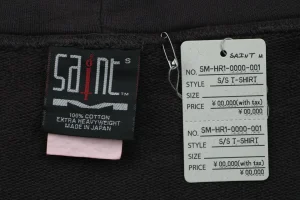 saint
S
100% COTTON
EXTRA HEAVYWEIGHT
MADE IN JAPAN
SAINT M
NO. SM-HR1-0000-001
STYLE S/S T-SHIRT
SIZE
PRICE ¥00,000(with tax)
¥00,000
NO. SM-HR1-0000-001
STYLE S/S T-SHIRT
SIZE
PRICE ¥00,000(with tax)
¥00,000